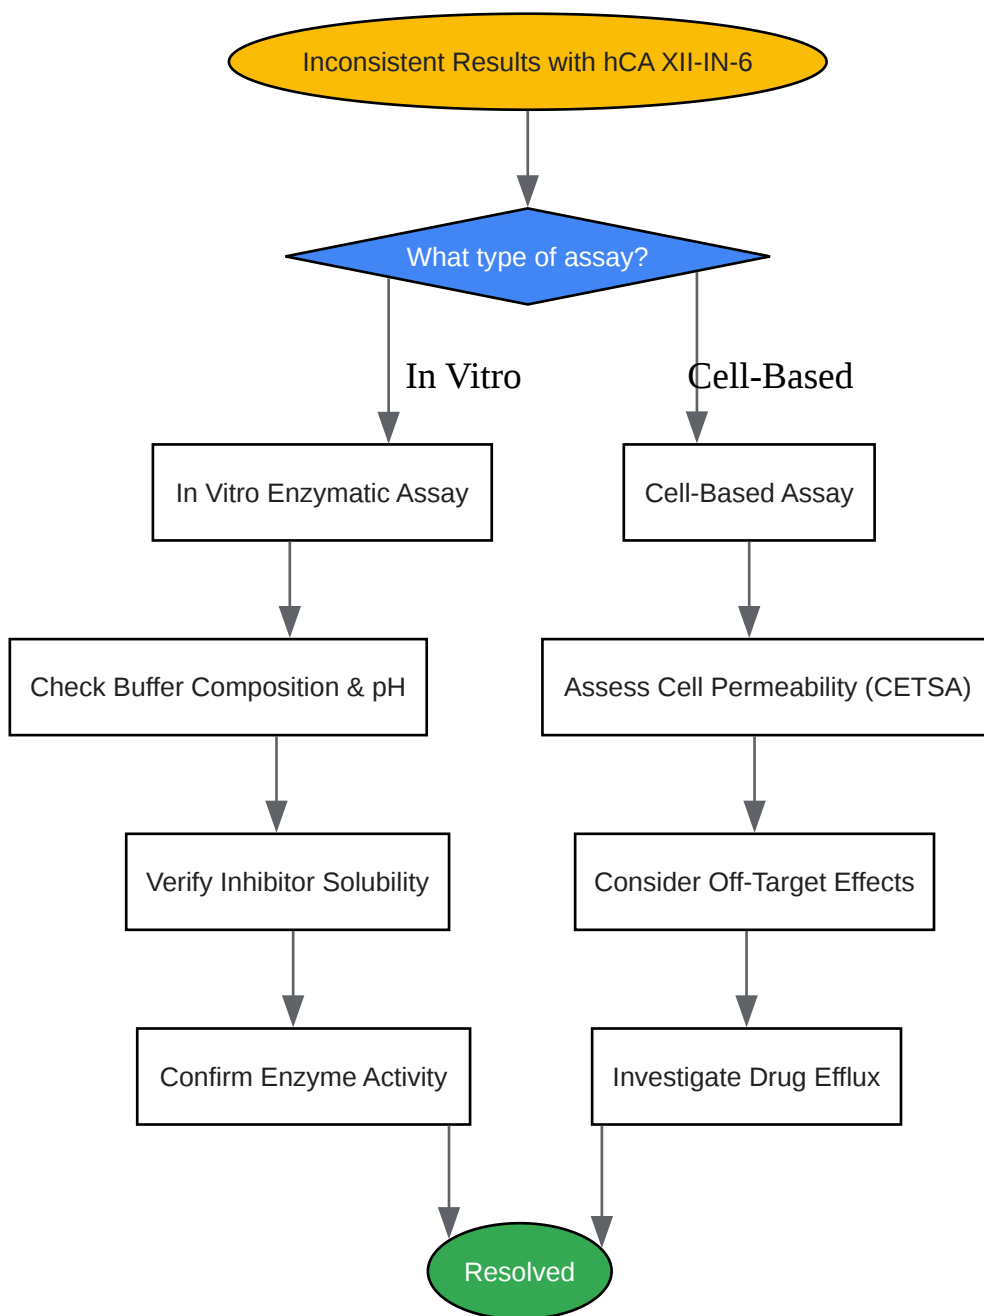 Inconsistent Results with hCA XII-IN-6
What type of assay?
In Vitro
Cell-Based
In Vitro Enzymatic Assay
Cell-Based Assay
Check Buffer Composition & pH
Assess Cell Permeability (CETSA)
Verify Inhibitor Solubility
Consider Off-Target Effects
Confirm Enzyme Activity
Investigate Drug Efflux
Resolved